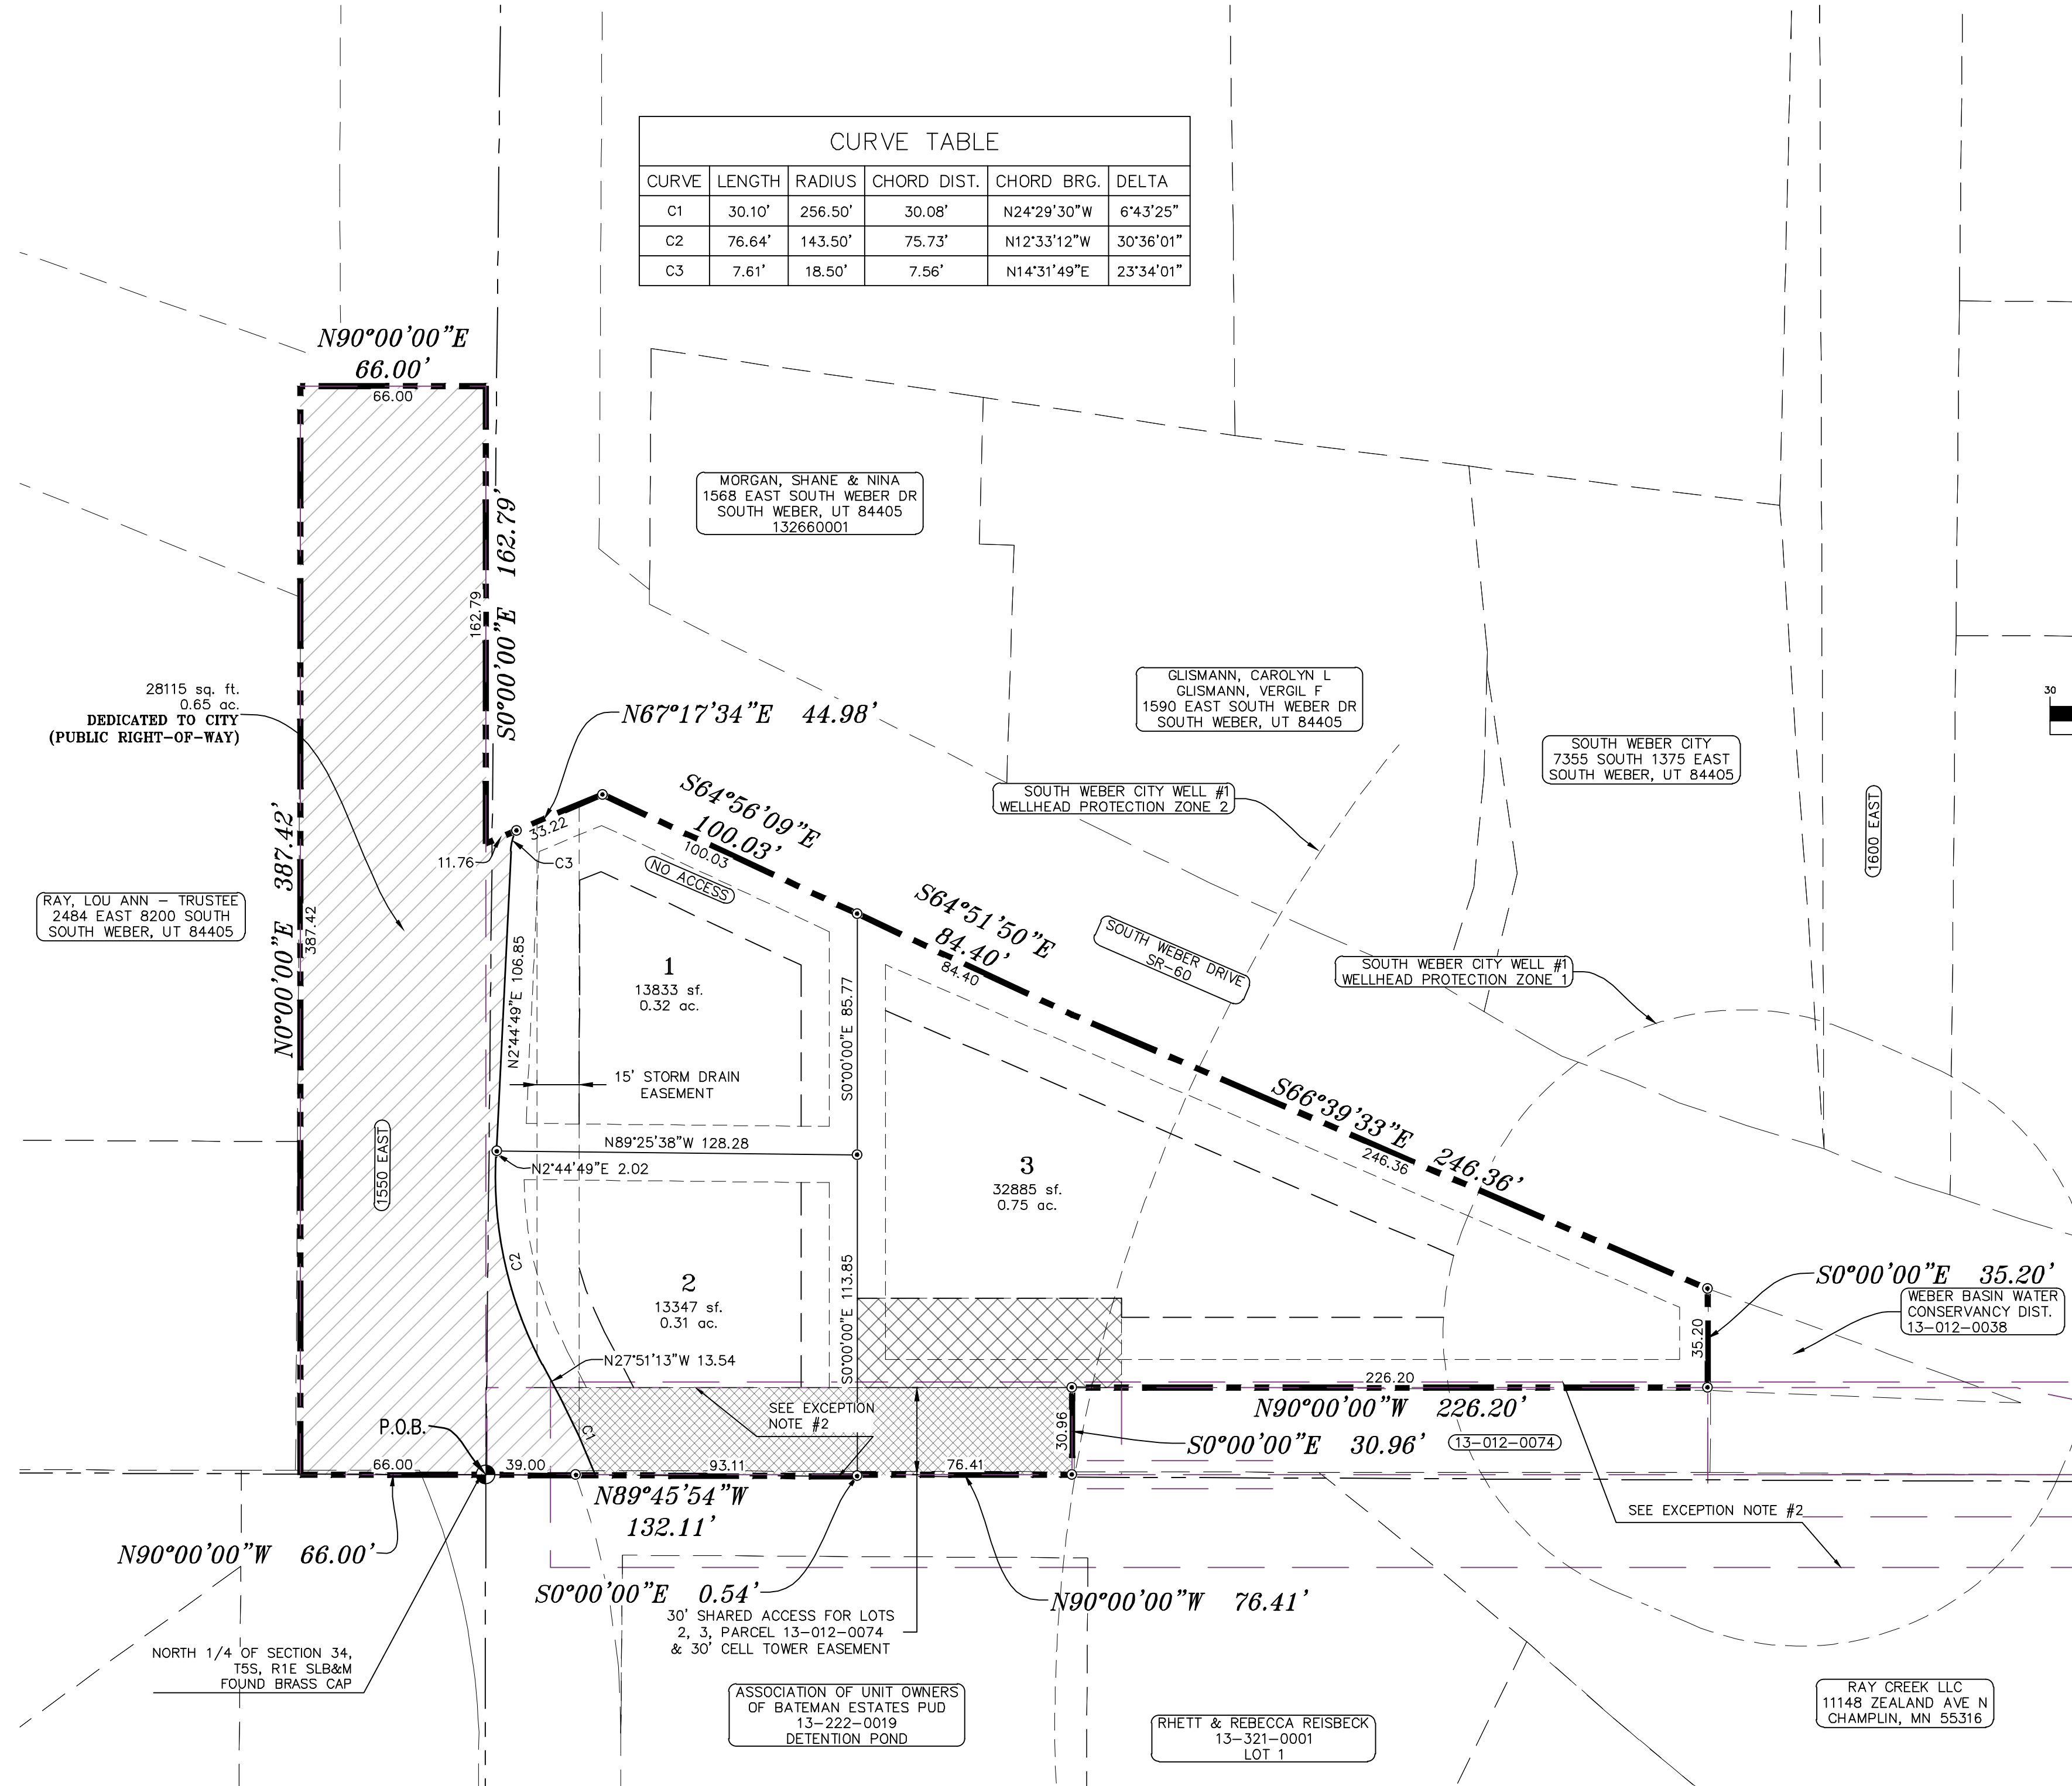 CURVE TABLE
CURVE LENGTH RADIUS CHORD DIST. CHORD BRG. DELTA
C1 30.10' 256.50' 30.08' N24°29'30"W 6°43'25"
C2 76.64' 143.50' 75.73' N12°33'12"W 30°36'01"
C3 7.61' 18.50' 7.56' N14°31'49"E 23°34'01"
N90°00'00"E
66.00'
66.00
MORGAN, SHANE & NINA
1568 EAST SOUTH WEBER DR
SOUTH WEBER, UT 84405
132660001
S0°00'00"E 162.79'
162.79
GLISMANN, CAROLYN L
GLISMANN, VERGIL F
1590 EAST SOUTH WEBER DR
SOUTH WEBER, UT 84405
30
28115 sq. ft.
0.65 ac.
DEDICATED TO CITY
(PUBLIC RIGHT-OF-WAY)
N67°17'34"E 44.98'
SOUTH WEBER CITY
7355 SOUTH 1375 EAST
SOUTH WEBER, UT 84405
SOUTH WEBER CITY WELL #1
WELLHEAD PROTECTION ZONE 2
1600 EAST
S64°56'09"E
100.03'
100.03
33.22
11.76
C3
NO ACCESS
N0°00'00"E 387.42'
387.42
RAY, LOU ANN - TRUSTEE
2484 EAST 8200 SOUTH
SOUTH WEBER, UT 84405
S64°51'50"E
84.40'
84.40
SOUTH WEBER DRIVE
SR-60
SOUTH WEBER CITY WELL #1
WELLHEAD PROTECTION ZONE 1
N2°44'49"E 106.85
1
13833 sf.
0.32 ac.
S0°00'00"E 85.77
15' STORM DRAIN
EASEMENT
S66°39'33"E 246.36'
246.36
1550 EAST
N89°25'38"W 128.28
N2°44'49"E 2.02
3
32885 sf.
0.75 ac.
C2
2
13347 sf.
0.31 ac.
S0°00'00"E 113.85
S0°00'00"E 35.20'
35.20
WEBER BASIN WATER
CONSERVANCY DIST.
13-012-0038
N27°51'13"W 13.54
226.20
N90°00'00"W 226.20'
SEE EXCEPTION
NOTE #2
C1
30.96
S0°00'00"E 30.96'
13-012-0074
P.O.B.
66.00
39.00
93.11
76.41
N89°45'54"W
132.11'
SEE EXCEPTION NOTE #2
N90°00'00"W 66.00'
S0°00'00"E 0.54'
N90°00'00"W 76.41'
30' SHARED ACCESS FOR LOTS
2, 3, PARCEL 13-012-0074
& 30' CELL TOWER EASEMENT
NORTH 1/4 OF SECTION 34,
T5S, R1E SLB&M
FOUND BRASS CAP
ASSOCIATION OF UNIT OWNERS
OF BATEMAN ESTATES PUD
13-222-0019
DETENTION POND
RHETT & REBECCA REISBECK
13-321-0001
LOT 1
RAY CREEK LLC
11148 ZEALAND AVE N
CHAMPLIN, MN 55316